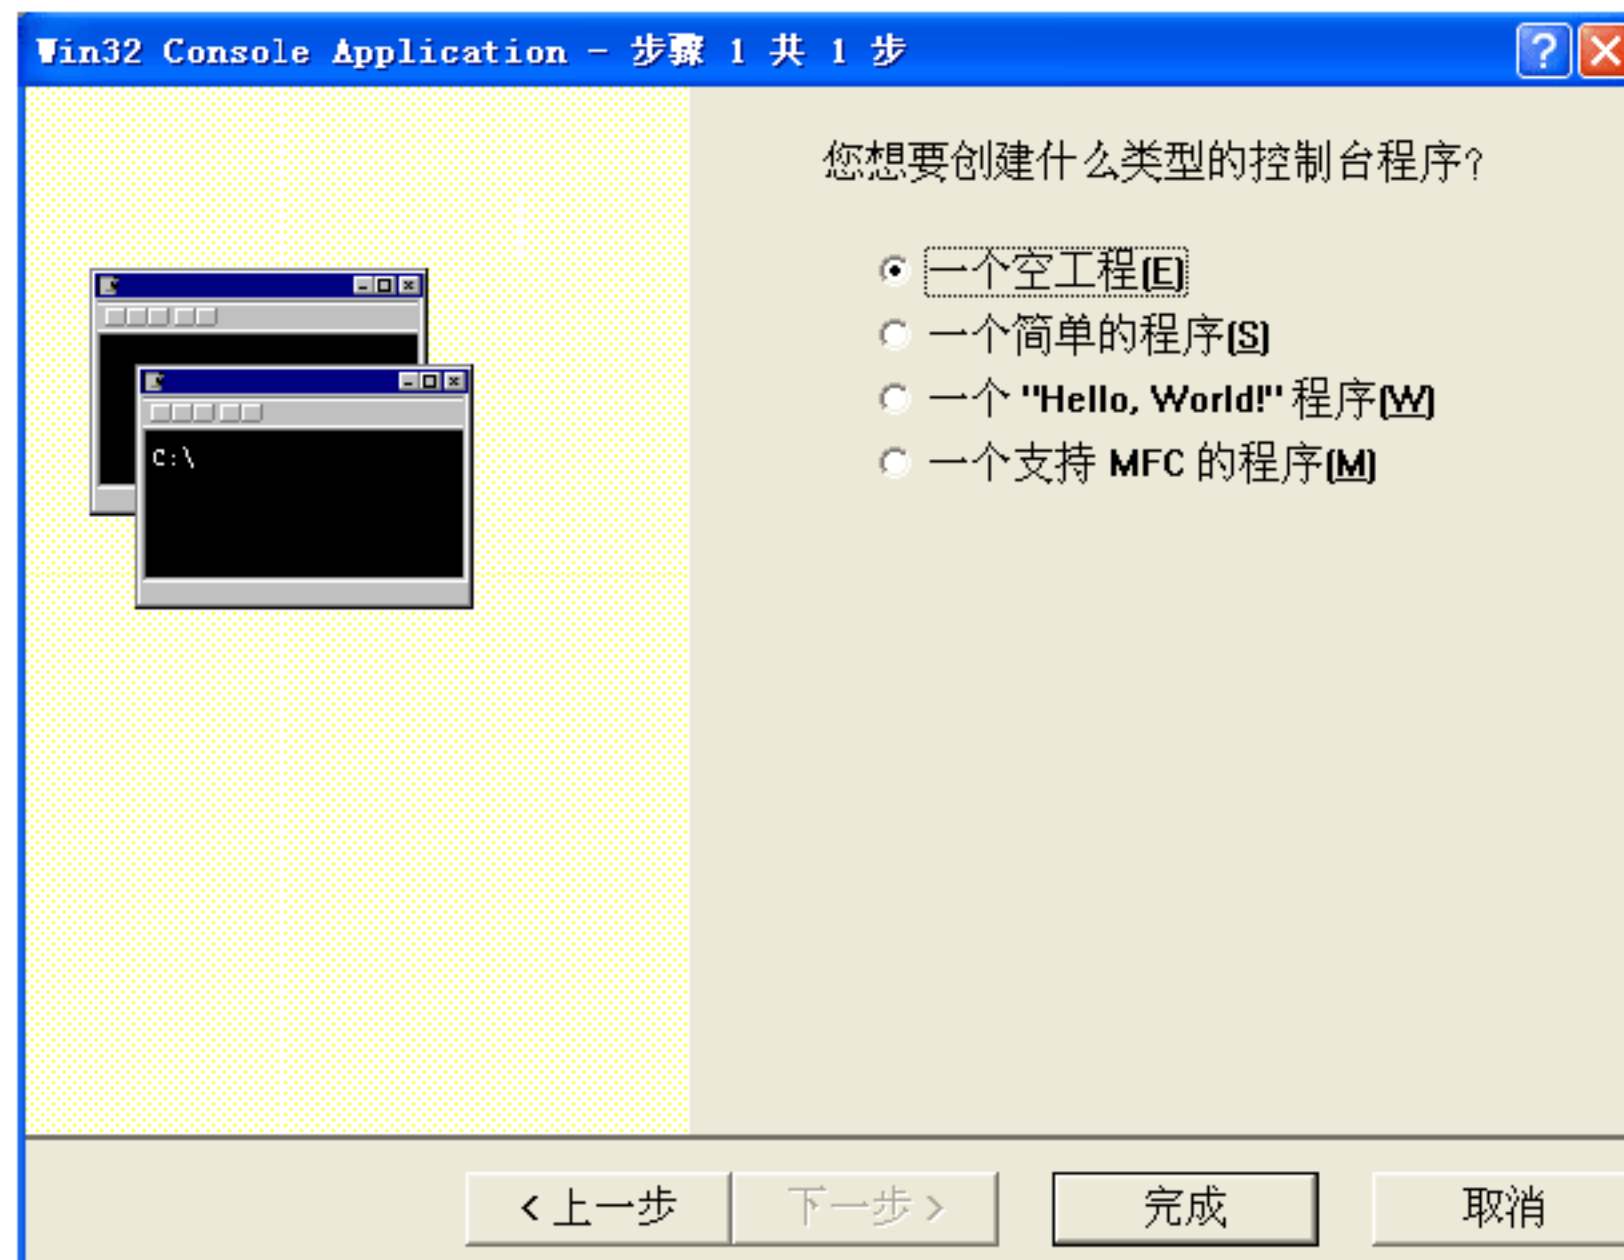 Win32 Console Application - 步骤 1 共 1 步
您想要创建什么类型的控制台程序?
一个空工程(E)
一个简单的程序(S)
一个 "Hello, World!" 程序(W)
一个支持 MFC 的程序(M)
C:\
< 上一步
下一步 >
完成
取消